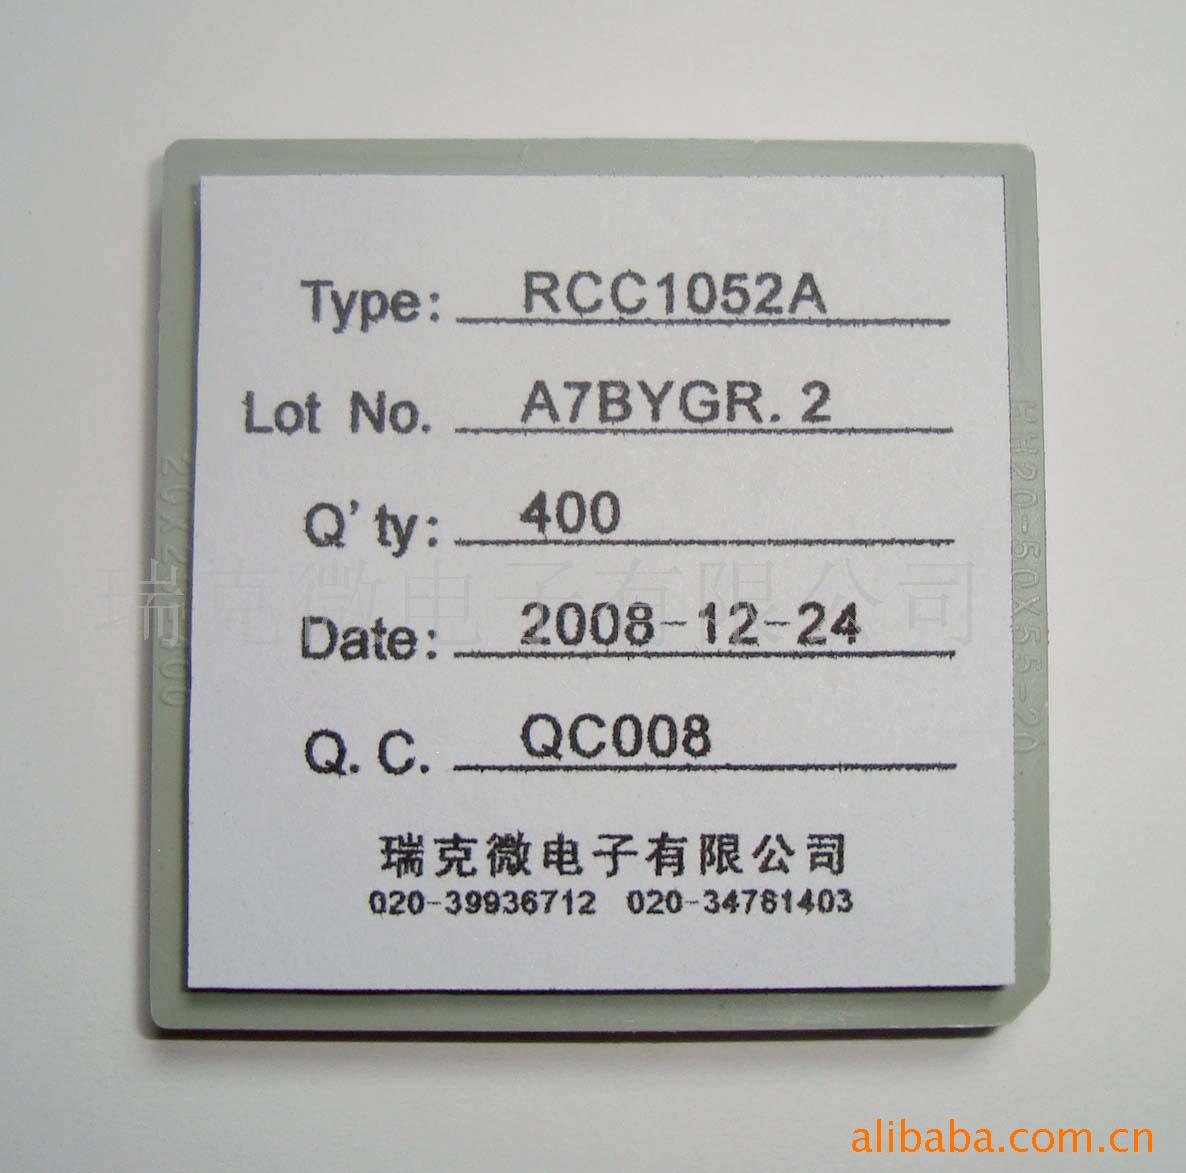 Type: RCC1052A
Lot No. A7BYGR. 2
Q'ty: 400
Date: 2008-12-24
Q.C. QC008
瑞克微电子有限公司
020-39936712 020-34761403
瑞克微电子有限公司
HH20-50X55-20
alibaba.com.cn